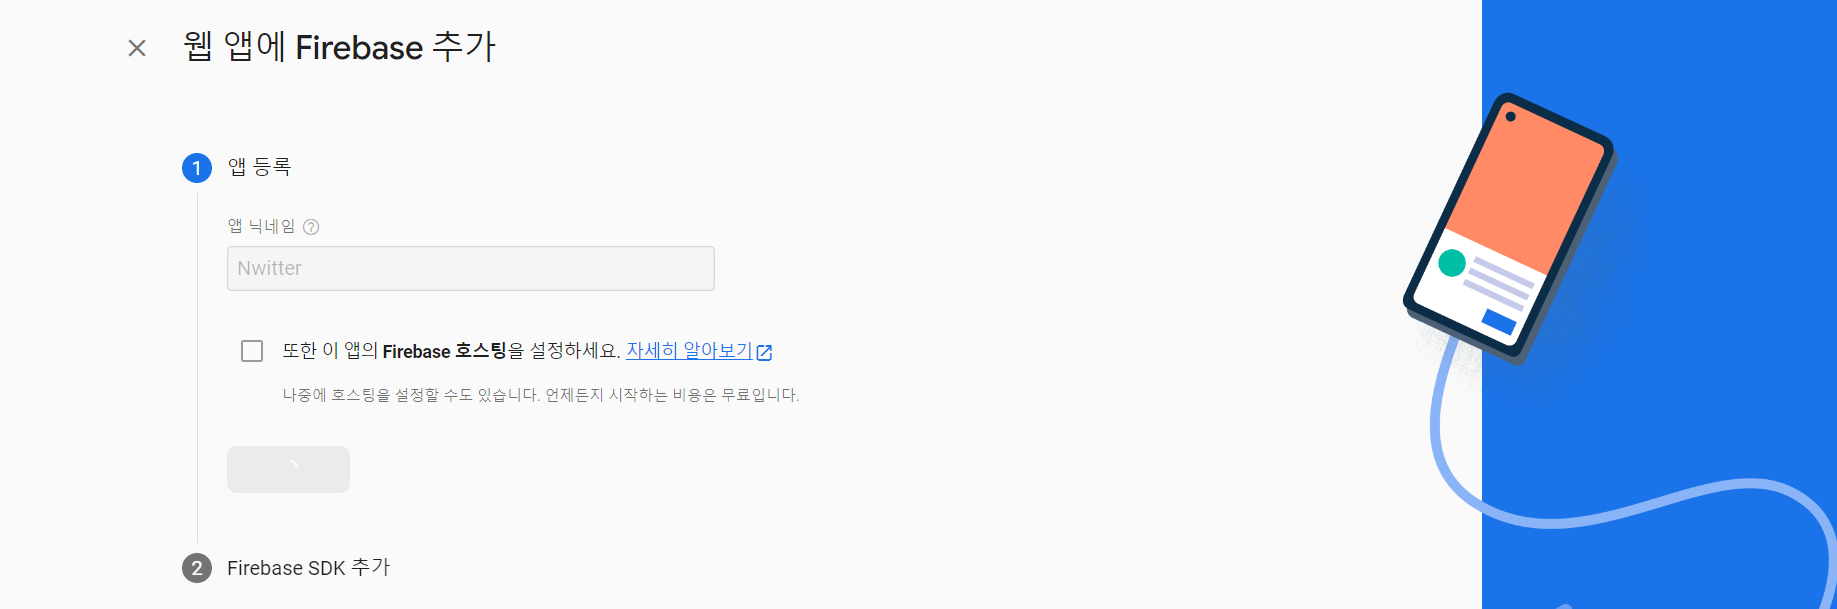 웹 앱에 Firebase 추가
1 앱 등록
앱 닉네임 ?
Nwitter
또한 이 앱의 Firebase 호스팅을 설정하세요. 자세히 알아보기
나중에 호스팅을 설정할 수도 있습니다. 언제든지 시작하는 비용은 무료입니다.
2 Firebase SDK 추가